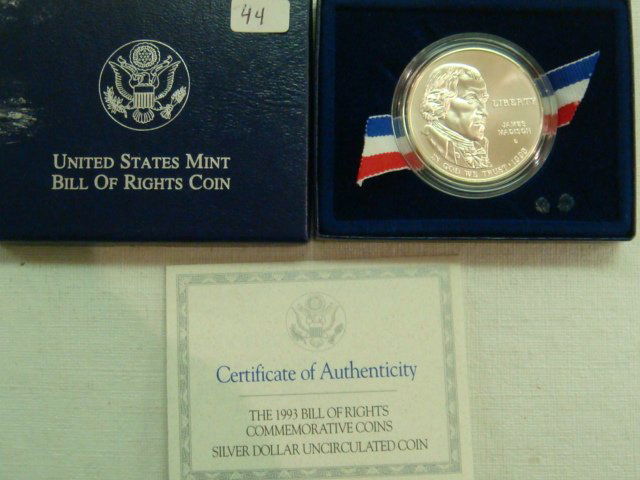 44
UNITED STATES MINT
BILL OF RIGHTS COIN
LIBERTY
JAMES
MADISON
IN GOD WE TRUST · 1993
Certificate of Authenticity
THE 1993 BILL OF RIGHTS
COMMEMORATIVE COINS
SILVER DOLLAR UNCIRCULATED COIN